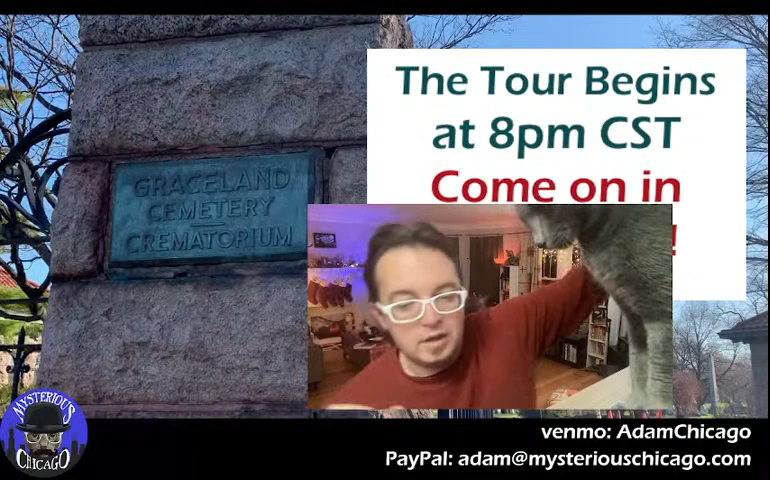 The Tour Begins
at 8pm CST
Come on in
!
GRACELAND
CEMETERY
CREMATORIUM
MYSTERIOUS
CHICAGO
venmo: AdamChicago
PayPal: adam@mysteriouschicago.com